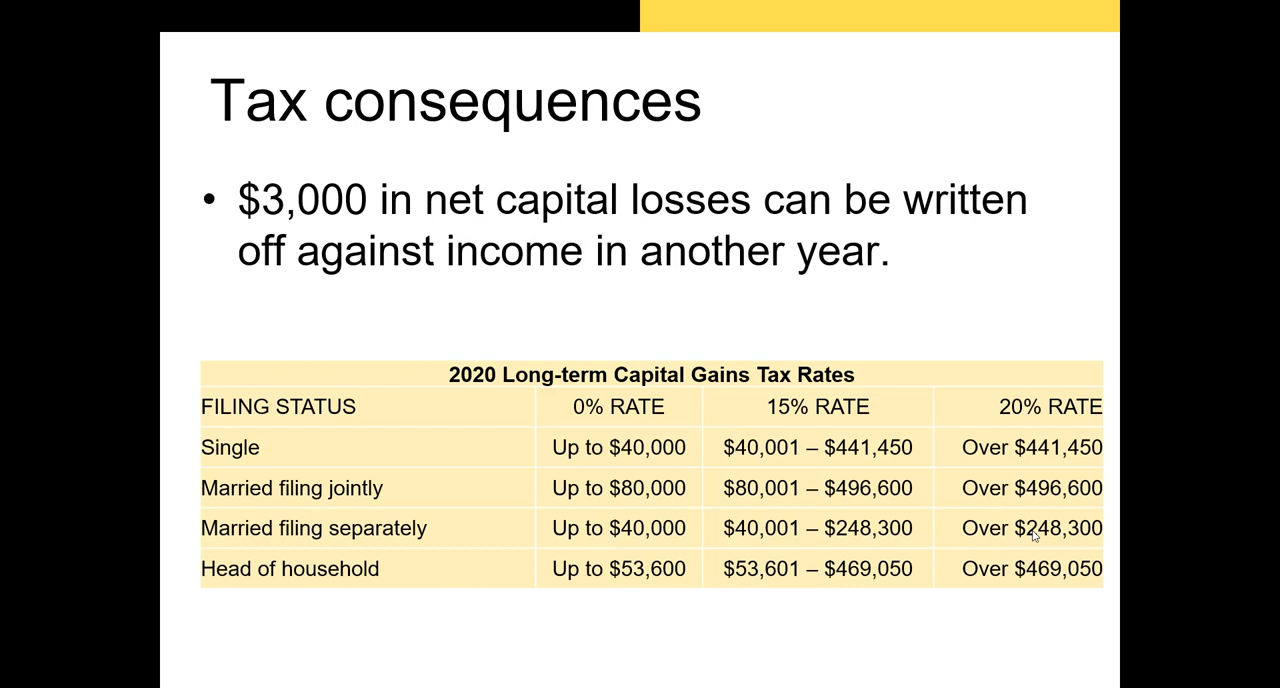 Tax consequences
• $3,000 in net capital losses can be written
off against income in another year.
2020 Long-term Capital Gains Tax Rates
FILING STATUS 0% RATE 15% RATE 20% RATE
Single Up to $40,000 $40,001 – $441,450 Over $441,450
Married filing jointly Up to $80,000 $80,001 – $496,600 Over $496,600
Married filing separately Up to $40,000 $40,001 – $248,300 Over $248,300
Head of household Up to $53,600 $53,601 – $469,050 Over $469,050